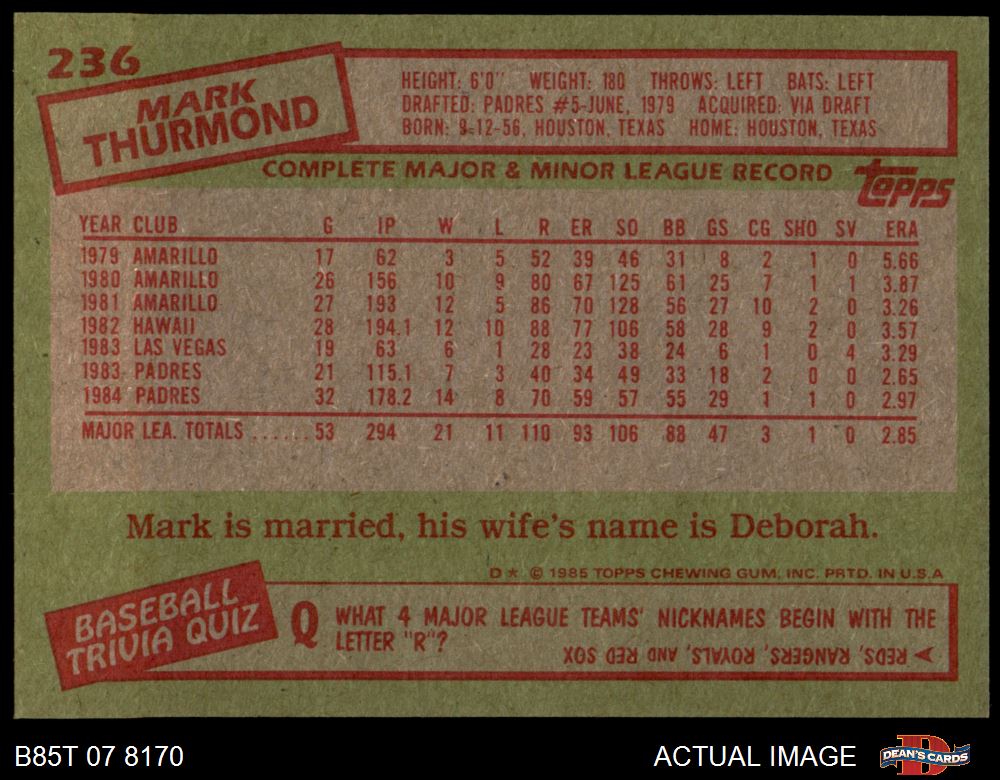 236
MARK
THURMOND
HEIGHT: 6'0" WEIGHT: 180 THROWS: LEFT BATS: LEFT
DRAFTED: PADRES #5-JUNE, 1979 ACQUIRED: VIA DRAFT
BORN: 9-12-56, HOUSTON, TEXAS HOME: HOUSTON, TEXAS
COMPLETE MAJOR & MINOR LEAGUE RECORD
topps
YEAR CLUB G IP W L R ER SO BB GS CG SHO SV ERA
1979 AMARILLO 17 62 3 5 52 39 46 31 8 2 1 0 5.66
1980 AMARILLO 26 156 10 9 80 67 125 61 25 7 1 1 3.87
1981 AMARILLO 27 193 12 5 86 70 128 56 27 10 2 0 3.26
1982 HAWAII 28 194.1 12 10 88 77 106 58 28 9 2 0 3.57
1983 LAS VEGAS 19 63 6 1 28 23 38 24 6 1 0 4 3.29
1983 PADRES 21 115.1 7 3 40 34 49 33 18 2 0 0 2.65
1984 PADRES 32 178.2 14 8 70 59 57 55 29 1 1 0 2.97
MAJOR LEA. TOTALS ......53 294 21 11 110 93 106 88 47 3 1 0 2.85
Mark is married, his wife's name is Deborah.
D* © 1985 TOPPS CHEWING GUM, INC. PRTD. IN U.S.A
BASEBALL
TRIVIA QUIZ
Q WHAT 4 MAJOR LEAGUE TEAMS' NICKNAMES BEGIN WITH THE
LETTER "R"?
REDS, RANGERS, ROYALS, AND RED SOX
B85T 07 8170
ACTUAL IMAGE
D
DEAN'S CARDS